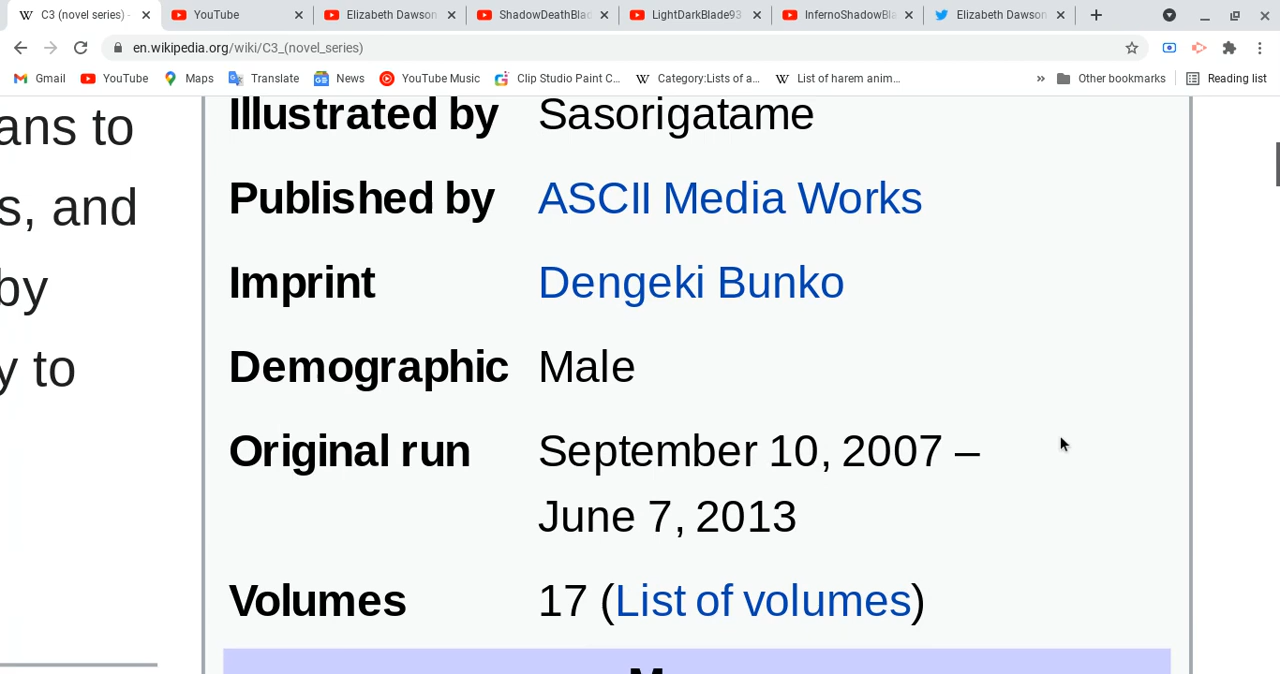 C3 (novel series) -
YouTube
Elizabeth Dawson
ShadowDeathBlad
LightDarkBlade93
InfernoShadowBla
Elizabeth Dawson
en.wikipedia.org/wiki/C3_(novel_series)
Gmail
YouTube
Maps
Translate
News
YouTube Music
Clip Studio Paint C...
Category:Lists of a...
List of harem anim...
»
Other bookmarks
Reading list
ans to
s, and
by
y to
Illustrated by Sasorigatame
Published by ASCII Media Works
Imprint Dengeki Bunko
Demographic Male
Original run September 10, 2007 –
June 7, 2013
Volumes 17 (List of volumes)